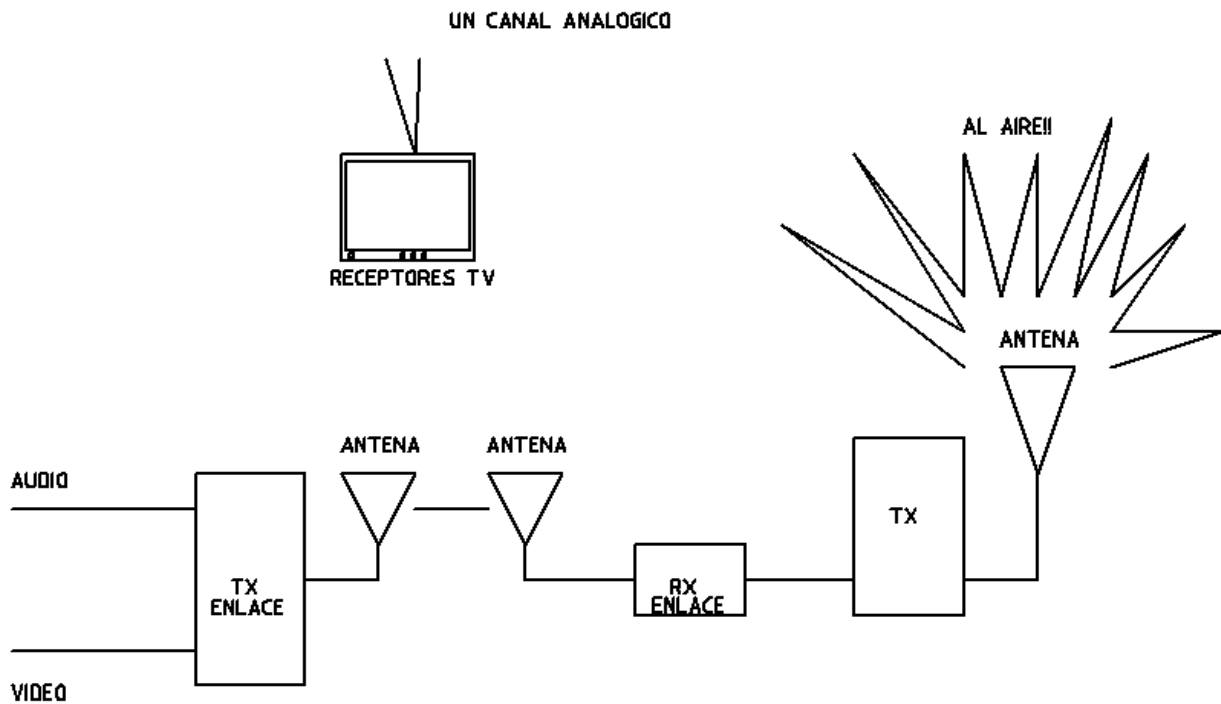 UN CANAL ANALOGICO
AL AIRE!!
RECEPTORES TV
ANTENA
ANTENA
ANTENA
AUDIO
TX
TX
ENLACE
RX
ENLACE
VIDEO